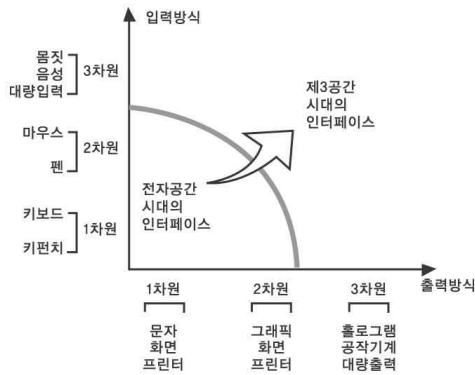 입력방식
몸짓
음성
대량입력
3차원
제3공간
시대의
인터페이스
마우스
펜
2차원
전자공간
시대의
인터페이스
키보드
키펀치
1차원
출력방식
1차원
2차원
3차원
문자
화면
프린터
그래픽
화면
프린터
홀로그램
공작기계
대량출력